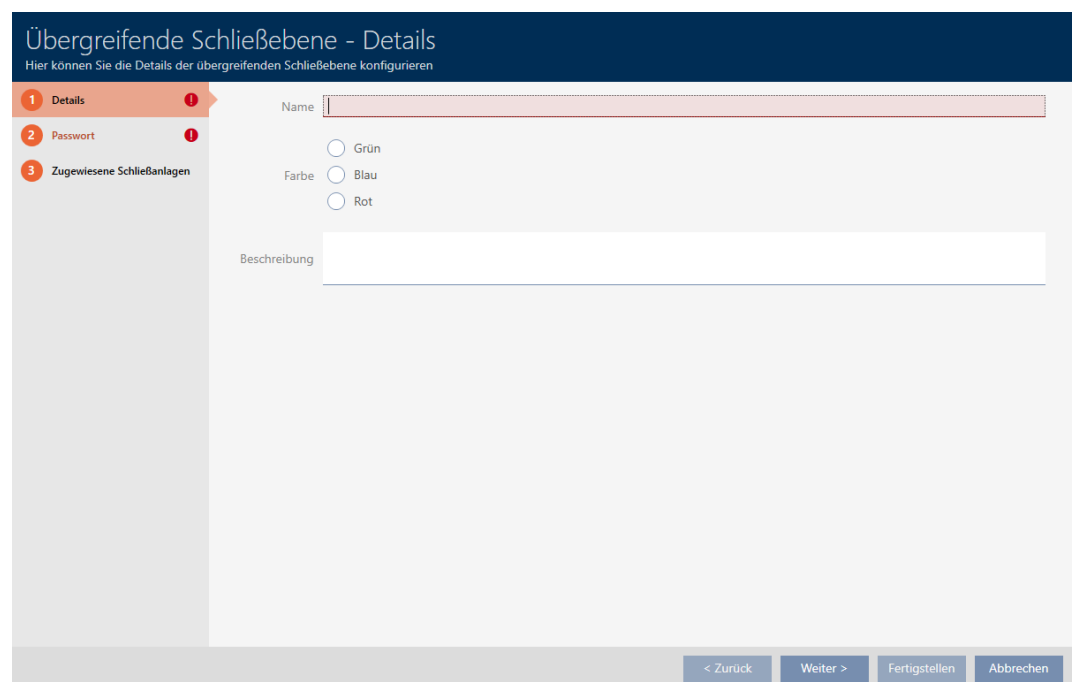 Übergreifende Schließebene - Details
Hier können Sie die Details der übergreifenden Schließebene konfigurieren
1 Details !
2 Passwort !
3 Zugewiesene Schließanlagen
Name
Farbe
Grün
Blau
Rot
Beschreibung
< Zurück Weiter > Fertigstellen Abbrechen